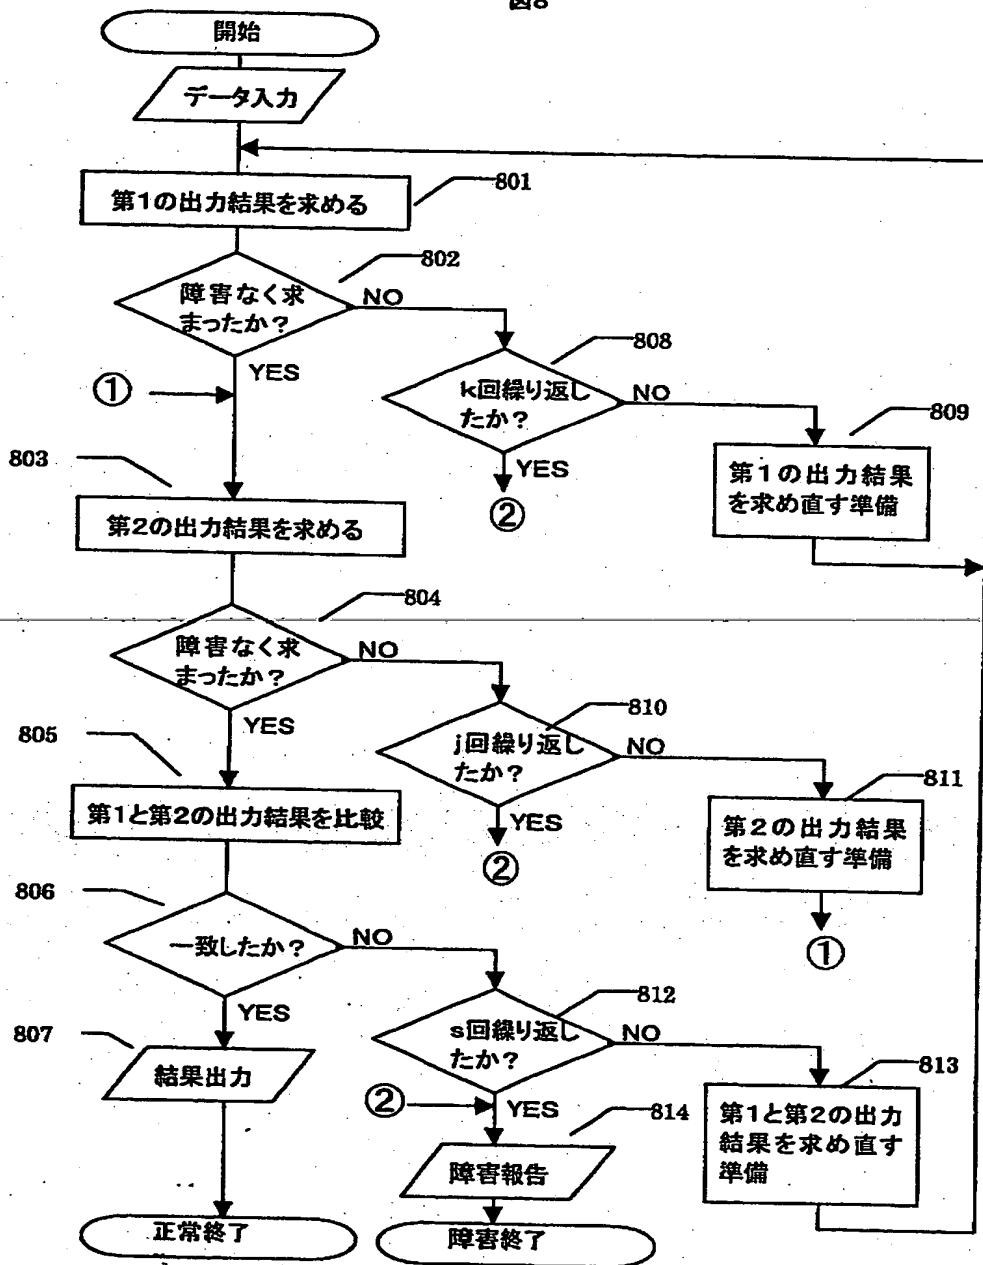 図8
開始
データ入力
第1の出力結果を求める
801
障害なく求
まったか？
802
NO
YES
①
k回繰り返し
たか？
808
NO
YES
②
第1の出力結果
を求め直す準備
809
803
第2の出力結果を求める
障害なく求
まったか？
804
NO
YES
j回繰り返し
たか？
810
NO
YES
②
第2の出力結果
を求め直す準備
811
①
805
第1と第2の出力結果を比較
806
一致したか？
NO
YES
s回繰り返し
たか？
812
NO
YES
②
第1と第2の出力
結果を求め直す
準備
813
807
結果出力
障害報告
814
正常終了
障害終了